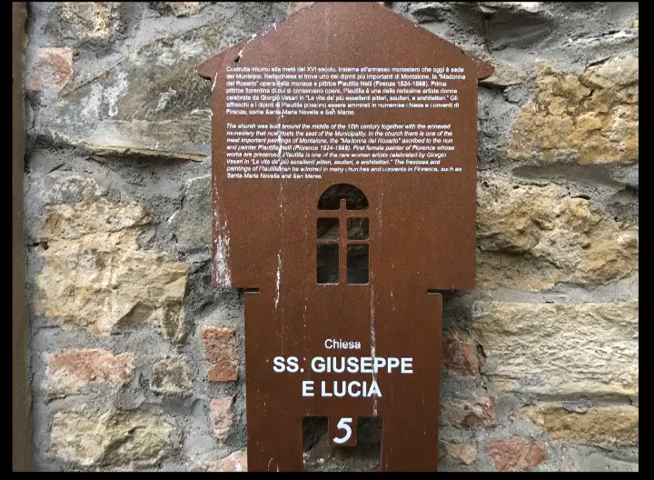 Costruita intorno alla metà del XVI secolo, insieme all'annesso monastero che oggi è sede
del Municipio. Nella chiesa si trova uno dei dipinti più importanti di Montaione, la "Madonna
del Rosario" opera della monaca e pittrice Plautilla Nelli (Firenze 1524-1588). Prima
pittrice fiorentina di cui si conservano opere, Plautilla è una delle rarissime artiste donne
celebrate da Giorgio Vasari in "Le vite de' più eccellenti pittori, scultori, e architettori." Gli
affreschi e i dipinti di Plautilla possono essere ammirati in numerose chiese e conventi di
Firenze, come Santa Maria Novella e San Marco.
The church was built around the middle of the 16th century together with the annexed
monastery that now hosts the seat of the Municipality. In the church there is one of the
most important paintings of Montaione, the "Madonna del Rosario" ascribed to the nun
and painter Plautilla Nelli (Florence 1524-1588). First female painter of Florence whose
works are preserved, Plautilla is one of the rare women artists celebrated by Giorgio
Vasari in "Le vite de' più eccellenti pittori, scultori, e architettori." The frescoes and
paintings of Plautilla can be admired in many churches and convents in Florence, such as
Santa Maria Novella and San Marco.
Chiesa
SS. GIUSEPPE
E LUCIA
5